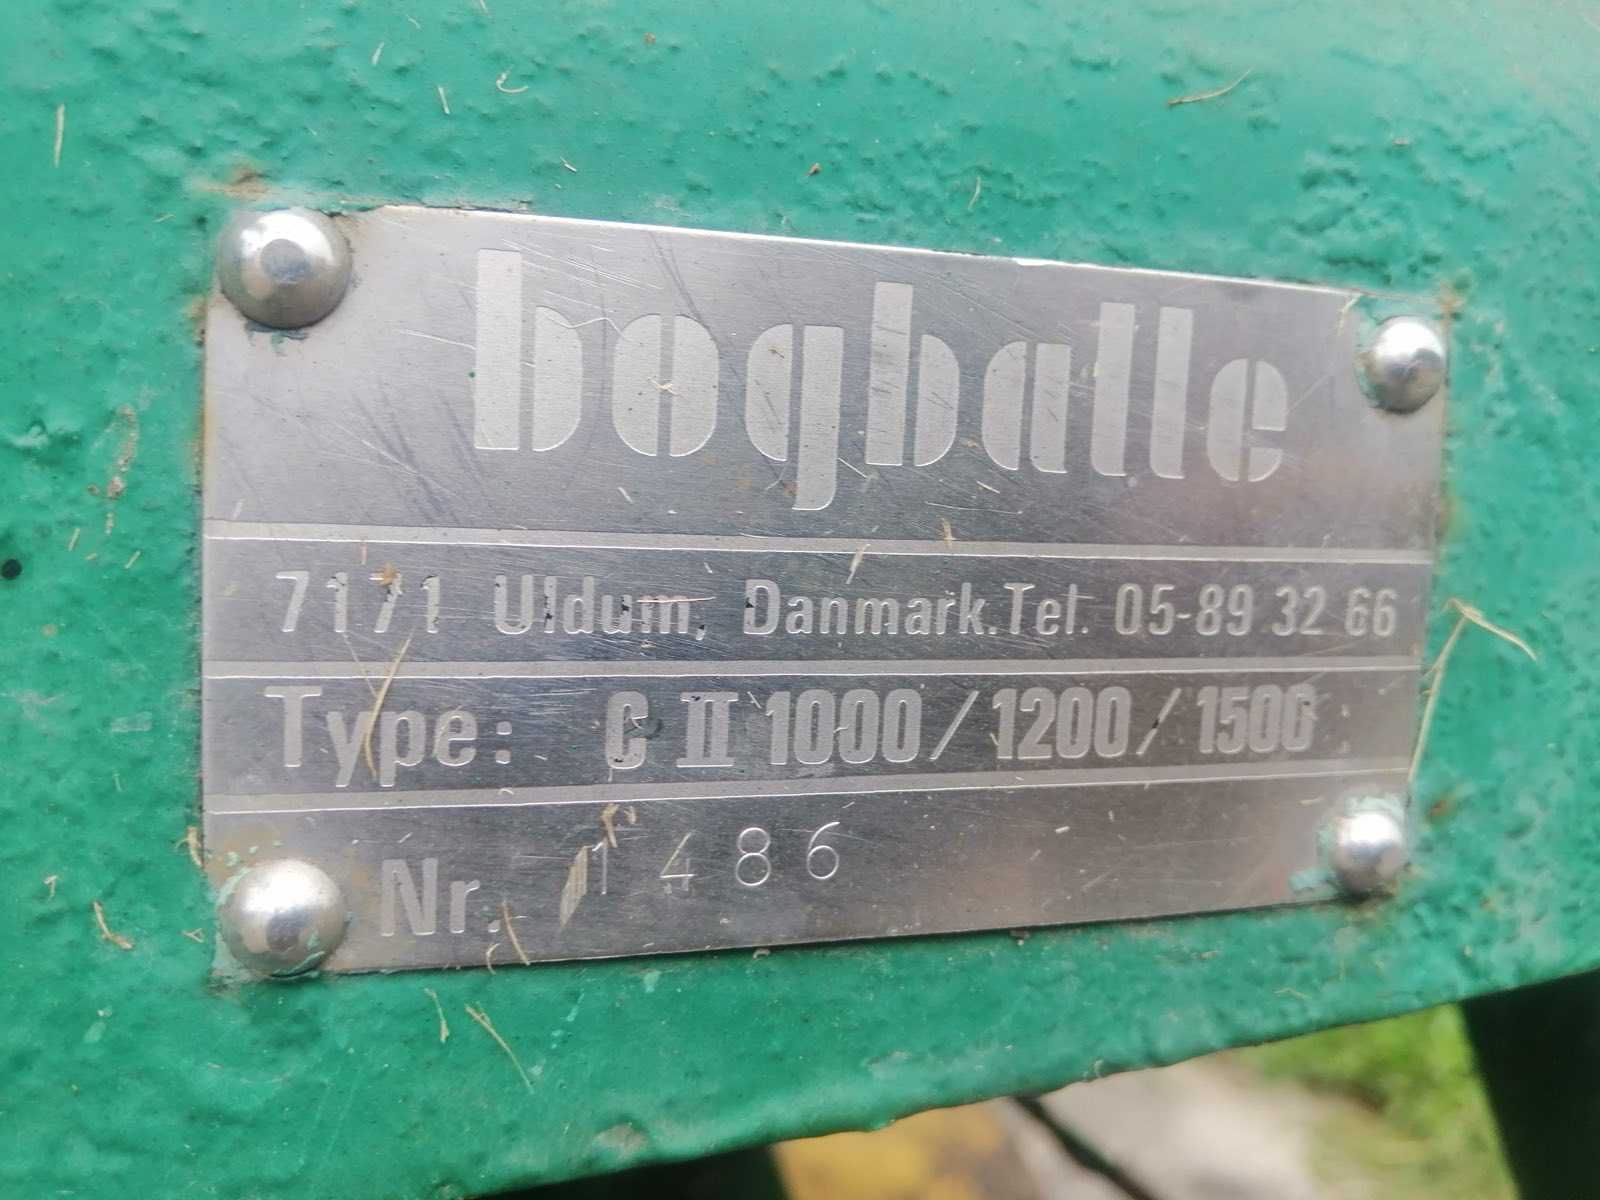 bogballe
7171 Uldum, Danmark. Tel. 05-89 32 66
Type: C II 1000/1200/1500
Nr. 1486